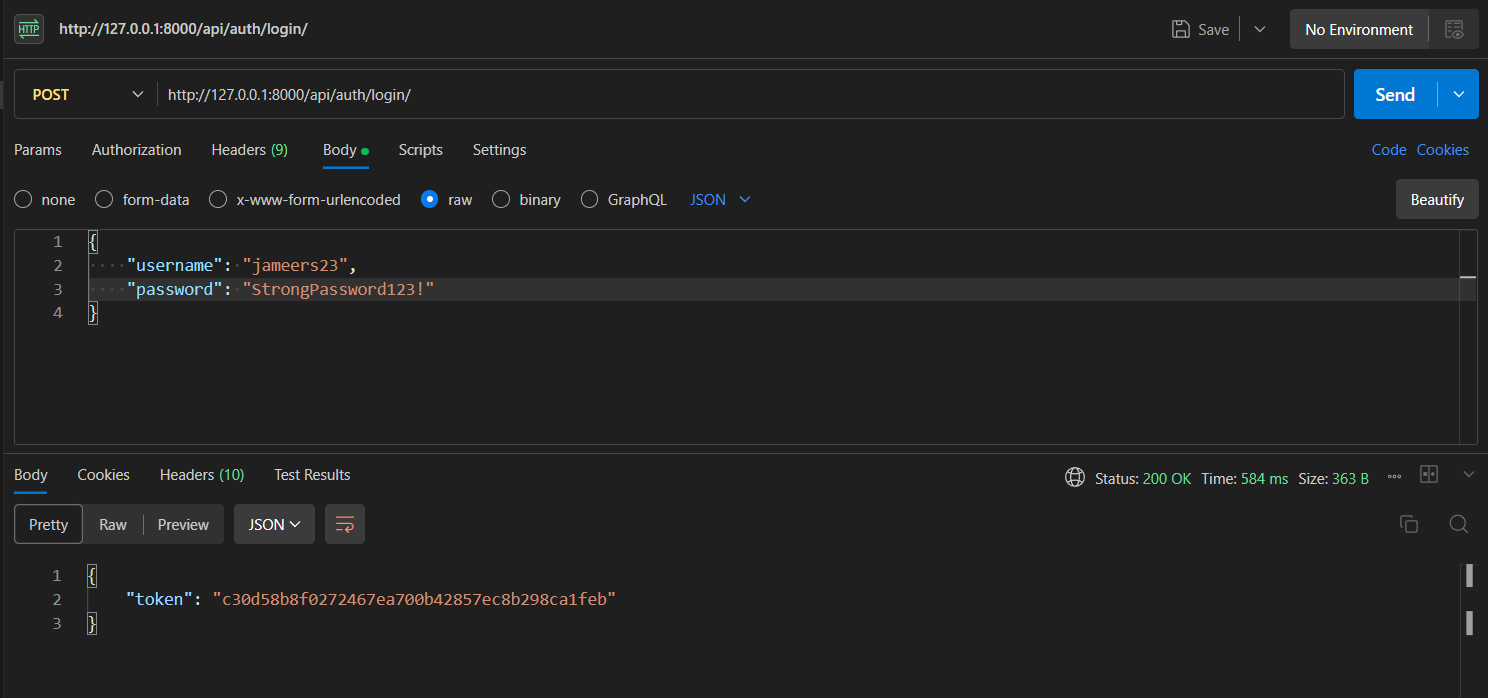 HTTP http://127.0.0.1:8000/api/auth/login/ Save No Environment
POST http://127.0.0.1:8000/api/auth/login/ Send
Params Authorization Headers (9) Body Scripts Settings Code Cookies
none form-data x-www-form-urlencoded raw binary GraphQL JSON Beautify
1 {
2 ····"username":·"jameers23",
3 ····"password":·"StrongPassword123!"
4 }
Body Cookies Headers (10) Test Results Status: 200 OK Time: 584 ms Size: 363 B
Pretty Raw Preview JSON
1 {
2 "token": "c30d58b8f0272467ea700b42857ec8b298ca1feb"
3 }